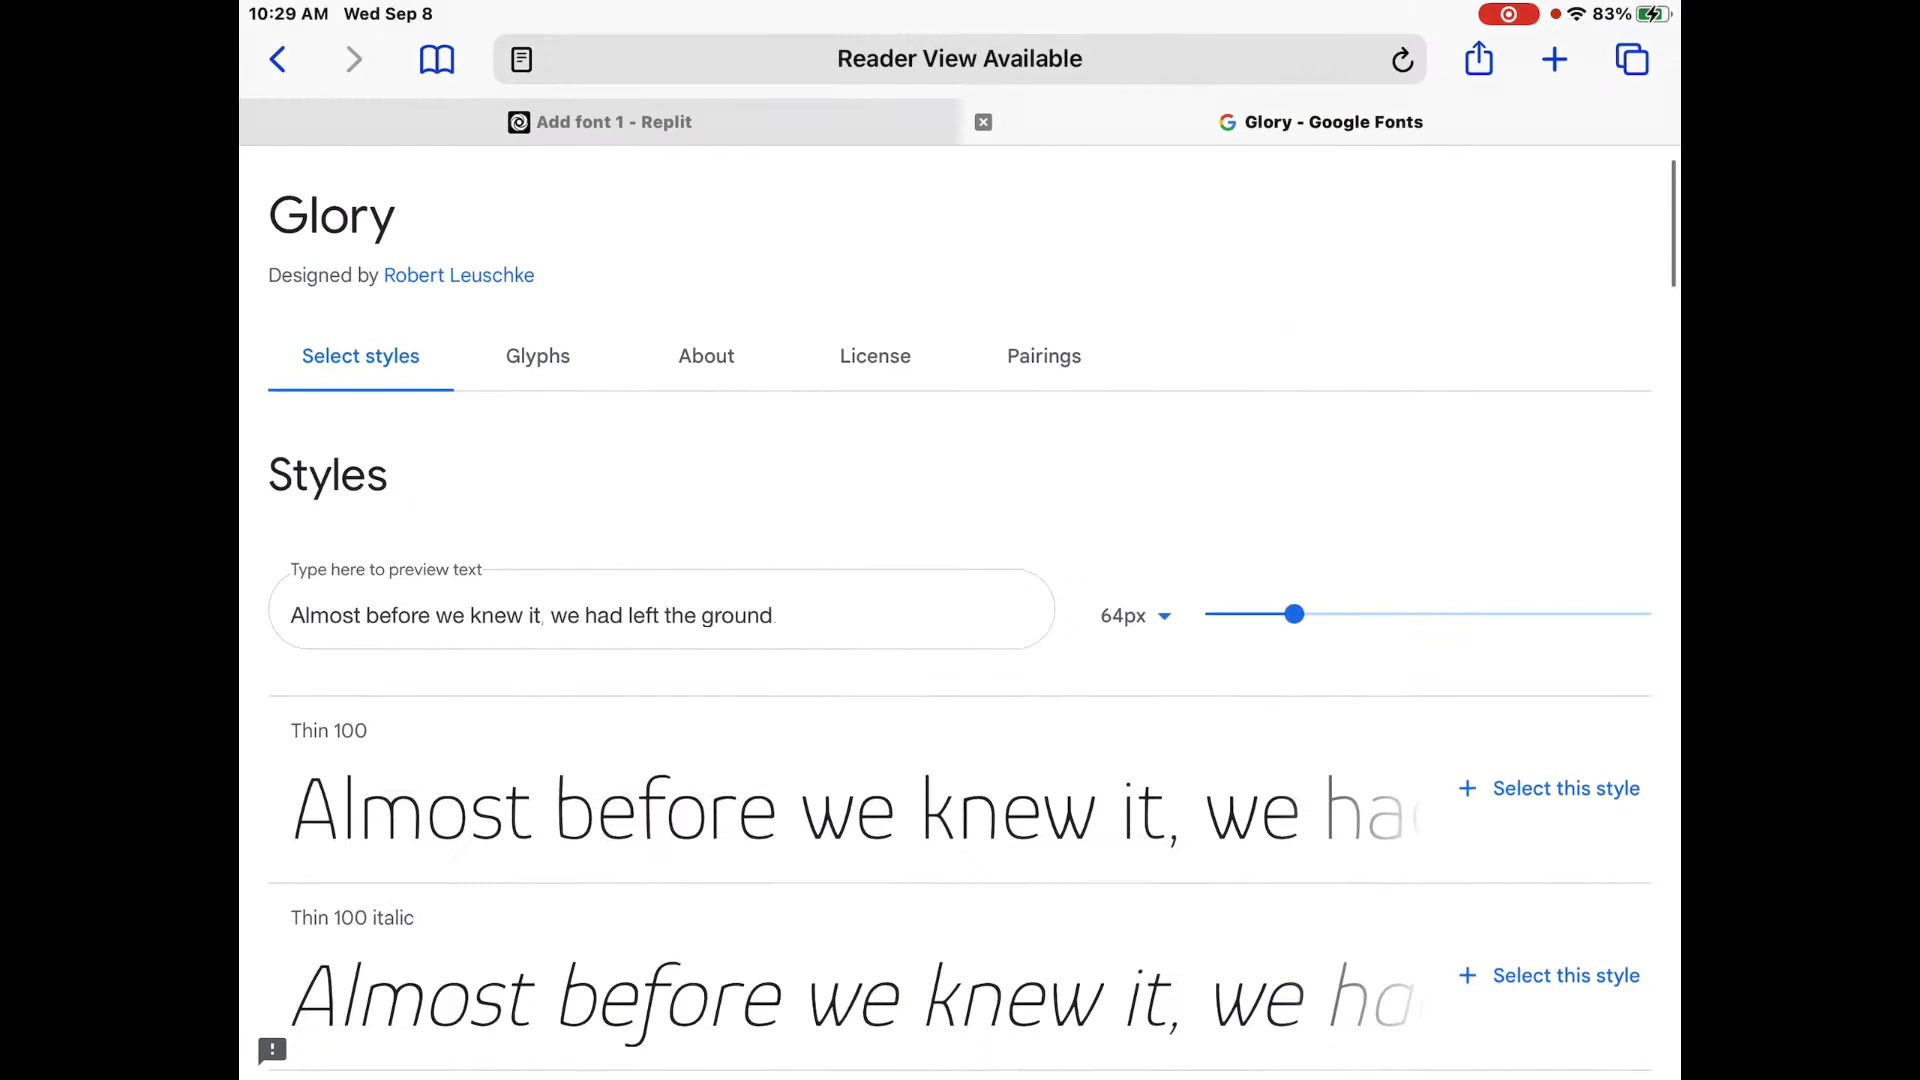 10:29 AM Wed Sep 8
83%
Reader View Available
Add font 1 - Replit
Glory - Google Fonts
Glory
Designed by Robert Leuschke
Select styles Glyphs About License Pairings
Styles
Type here to preview text
Almost before we knew it, we had left the ground.
64px
Thin 100
Almost before we knew it, we ha
Select this style
Thin 100 italic
Almost before we knew it, we ha
Select this style